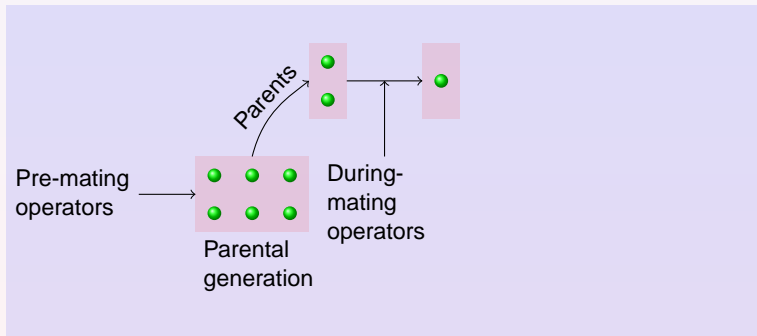 Parents
Pre-mating
operators
Parental
generation
During-
mating
operators